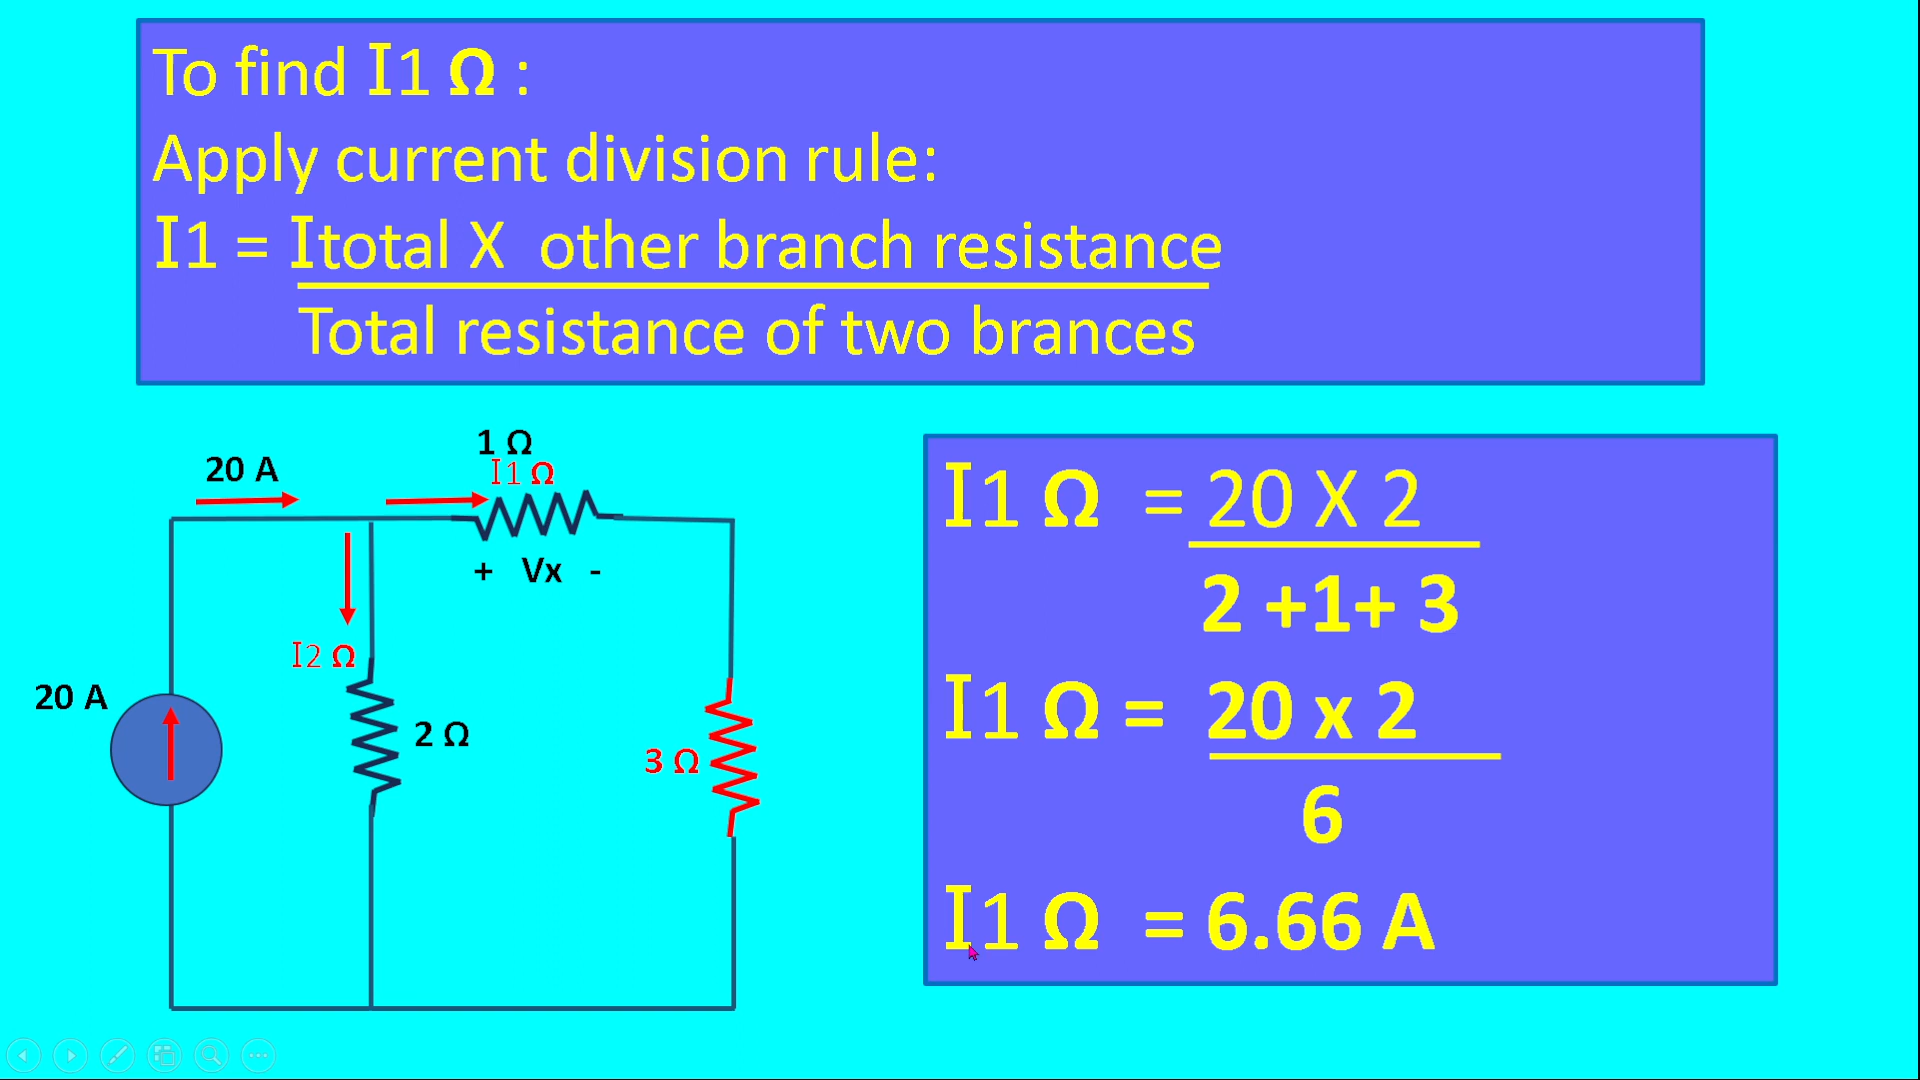 To find I1 Ω :
Apply current division rule:
I1 = Itotal X other branch resistance
Total resistance of two brances
1 Ω
20 A
I1 Ω
+ Vx -
I2 Ω
20 A
2 Ω
3 Ω
I1 Ω = 20 X 2
2 +1+ 3
I1 Ω = 20 x 2
6
I1 Ω = 6.66 A